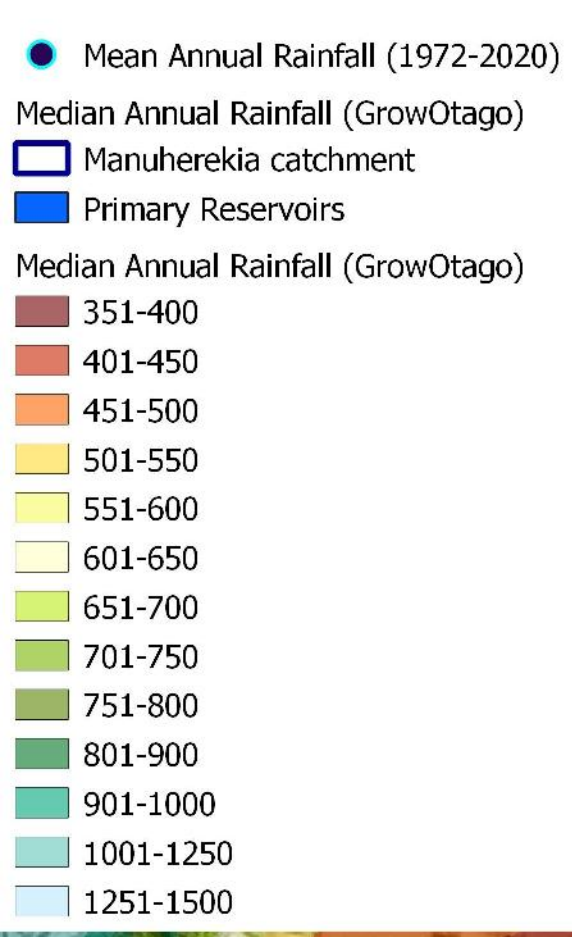 Mean Annual Rainfall (1972-2020)
Median Annual Rainfall (GrowOtago)
Manuherekia catchment
Primary Reservoirs
Median Annual Rainfall (GrowOtago)
351-400
401-450
451-500
501-550
551-600
601-650
651-700
701-750
751-800
801-900
901-1000
1001-1250
1251-1500